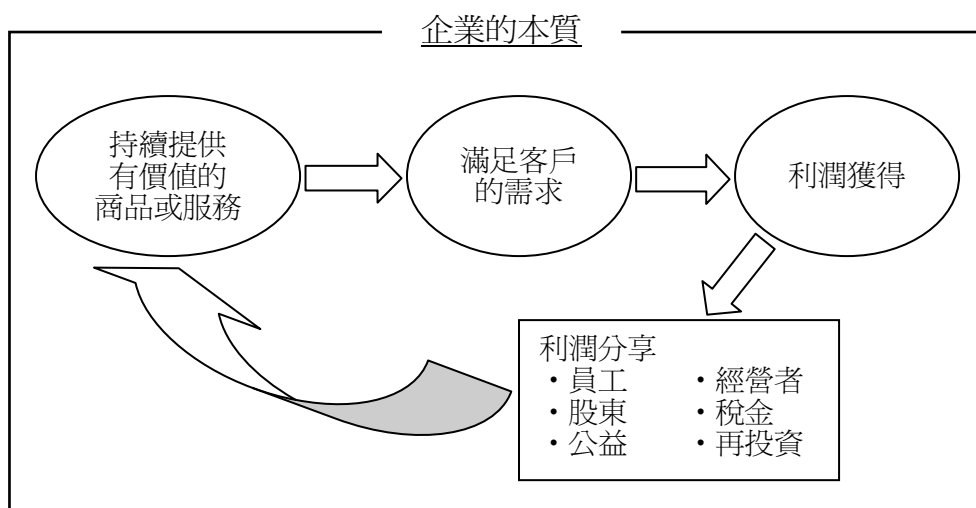 企業的本質
持續提供
有價值的
商品或服務
滿足客戶
的需求
利潤獲得
利潤分享
・員工 ・經營者
・股東 ・稅金
・公益 ・再投資